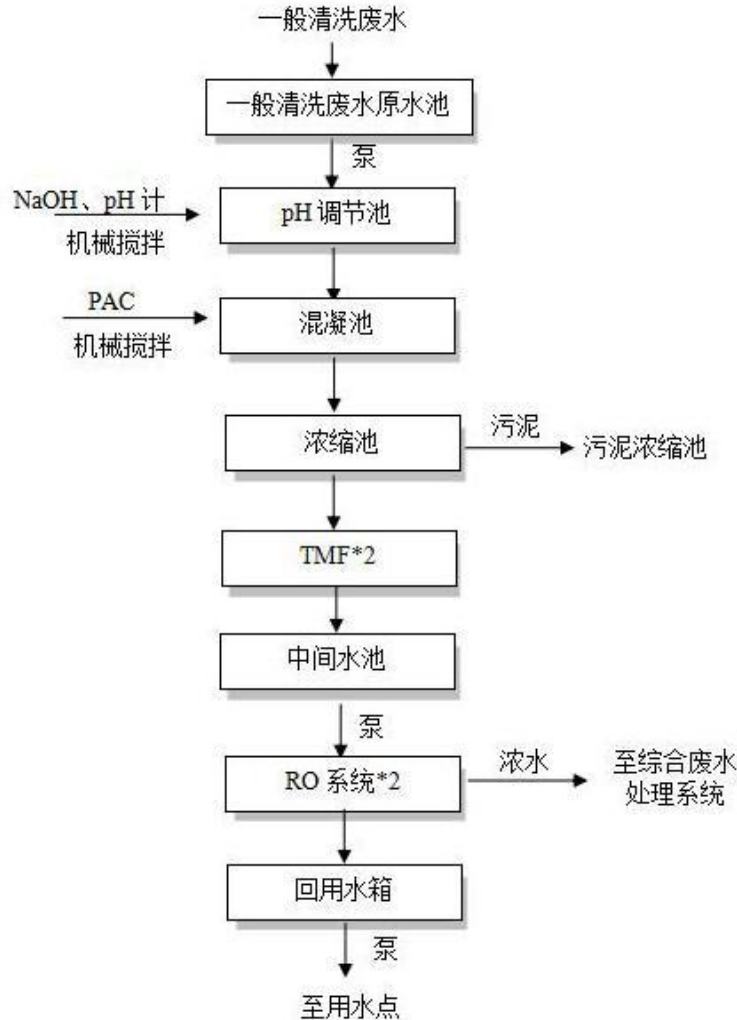 一般清洗废水
一般清洗废水原水池
泵
NaOH、pH 计
机械搅拌
pH 调节池
PAC
机械搅拌
混凝池
浓缩池
污泥
污泥浓缩池
TMF*2
中间水池
泵
RO 系统*2
浓水
至综合废水
处理系统
回用水箱
泵
至用水点